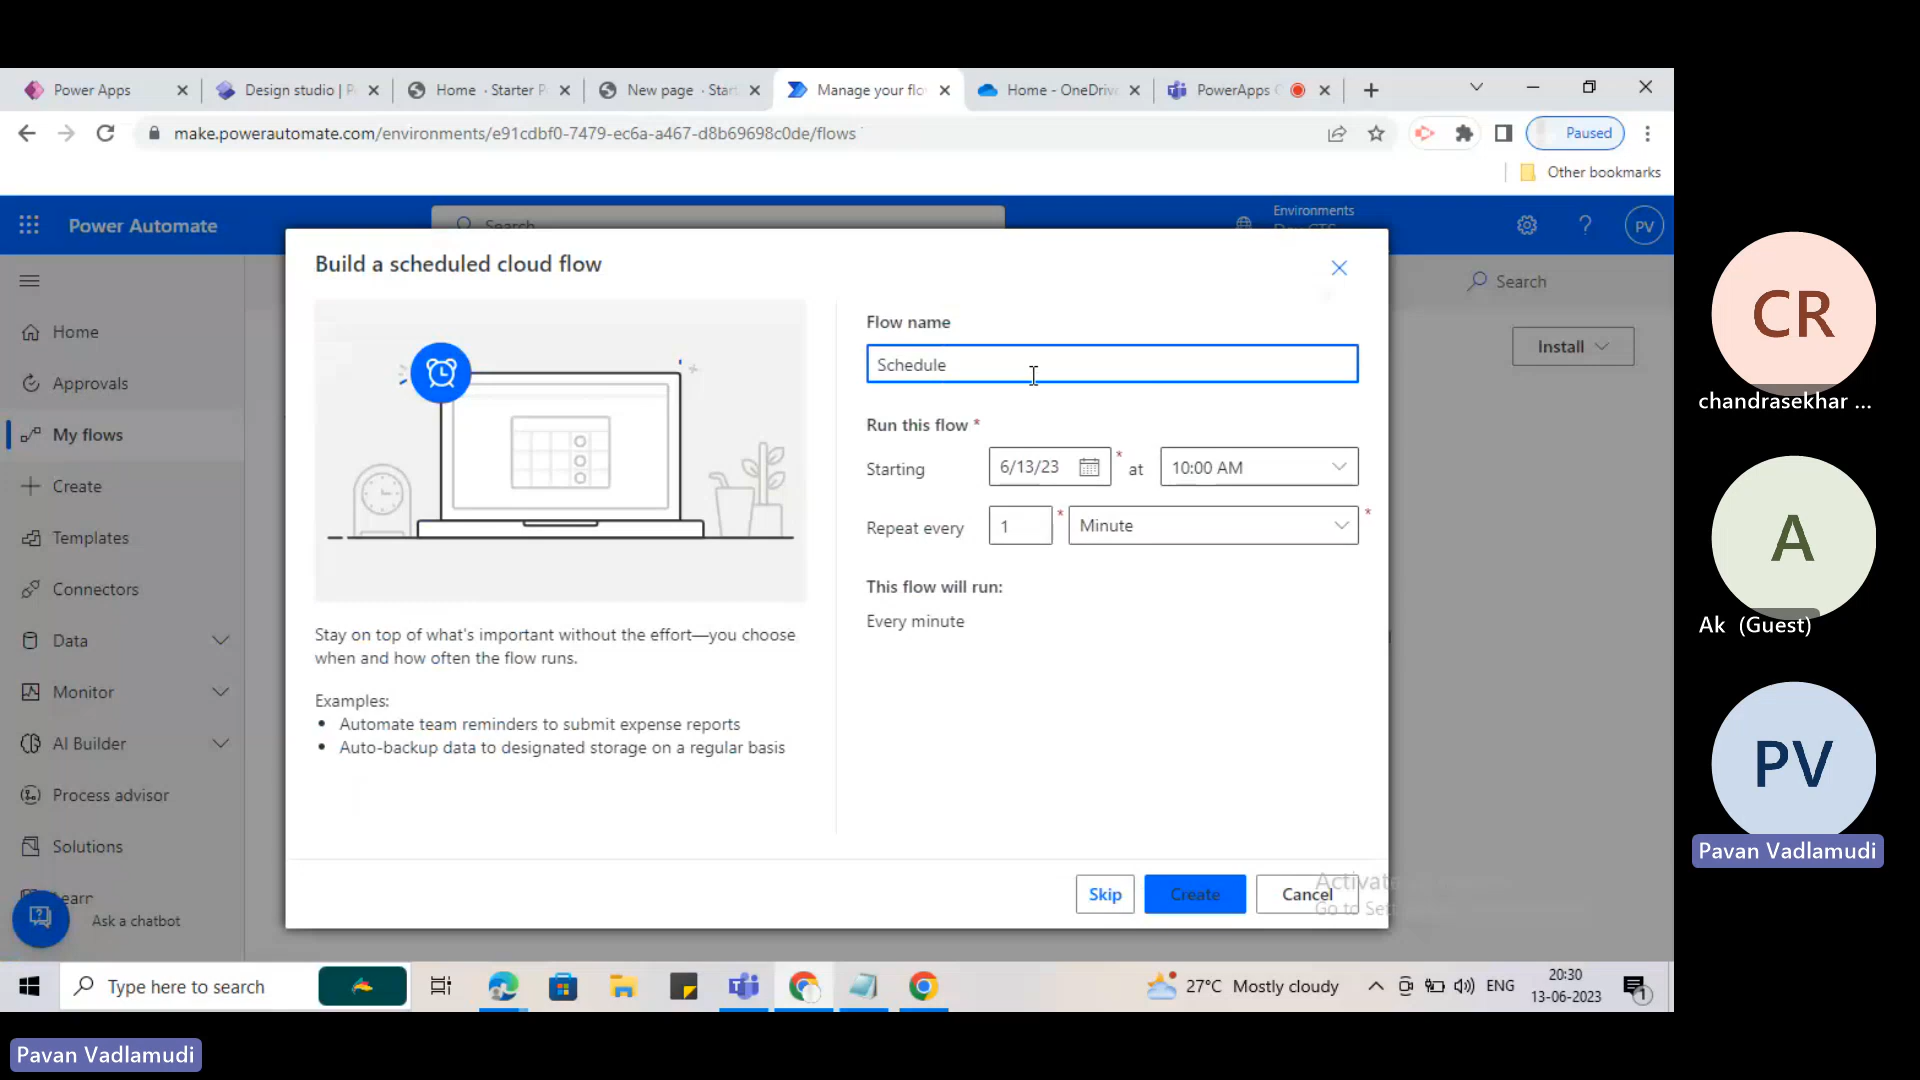 Power Apps
Design studio | P
Home - Starter P
New page - Star
Manage your flo
Home - OneDriv
PowerApps
make.powerautomate.com/environments/e91cdbf0-7479-ec6a-a467-d8b69698c0de/flows
Paused
Other bookmarks
Power Automate
Search
Environments
PV
Build a scheduled cloud flow
Search
Home
Approvals
My flows
Create
Templates
Connectors
Data
Monitor
AI Builder
Process advisor
Solutions
Ask a chatbot
Install
Stay on top of what's important without the effort—you choose
when and how often the flow runs.
Examples:
• Automate team reminders to submit expense reports
• Auto-backup data to designated storage on a regular basis
Flow name
Schedule
Run this flow *
Starting 6/13/23 * at 10:00 AM
Repeat every 1 * Minute *
This flow will run:
Every minute
Skip
Create
Cancel
Type here to search
27°C Mostly cloudy
ENG
20:30
13-06-2023
1
CR
chandrasekhar ...
A
Ak (Guest)
PV
Pavan Vadlamudi
Pavan Vadlamudi